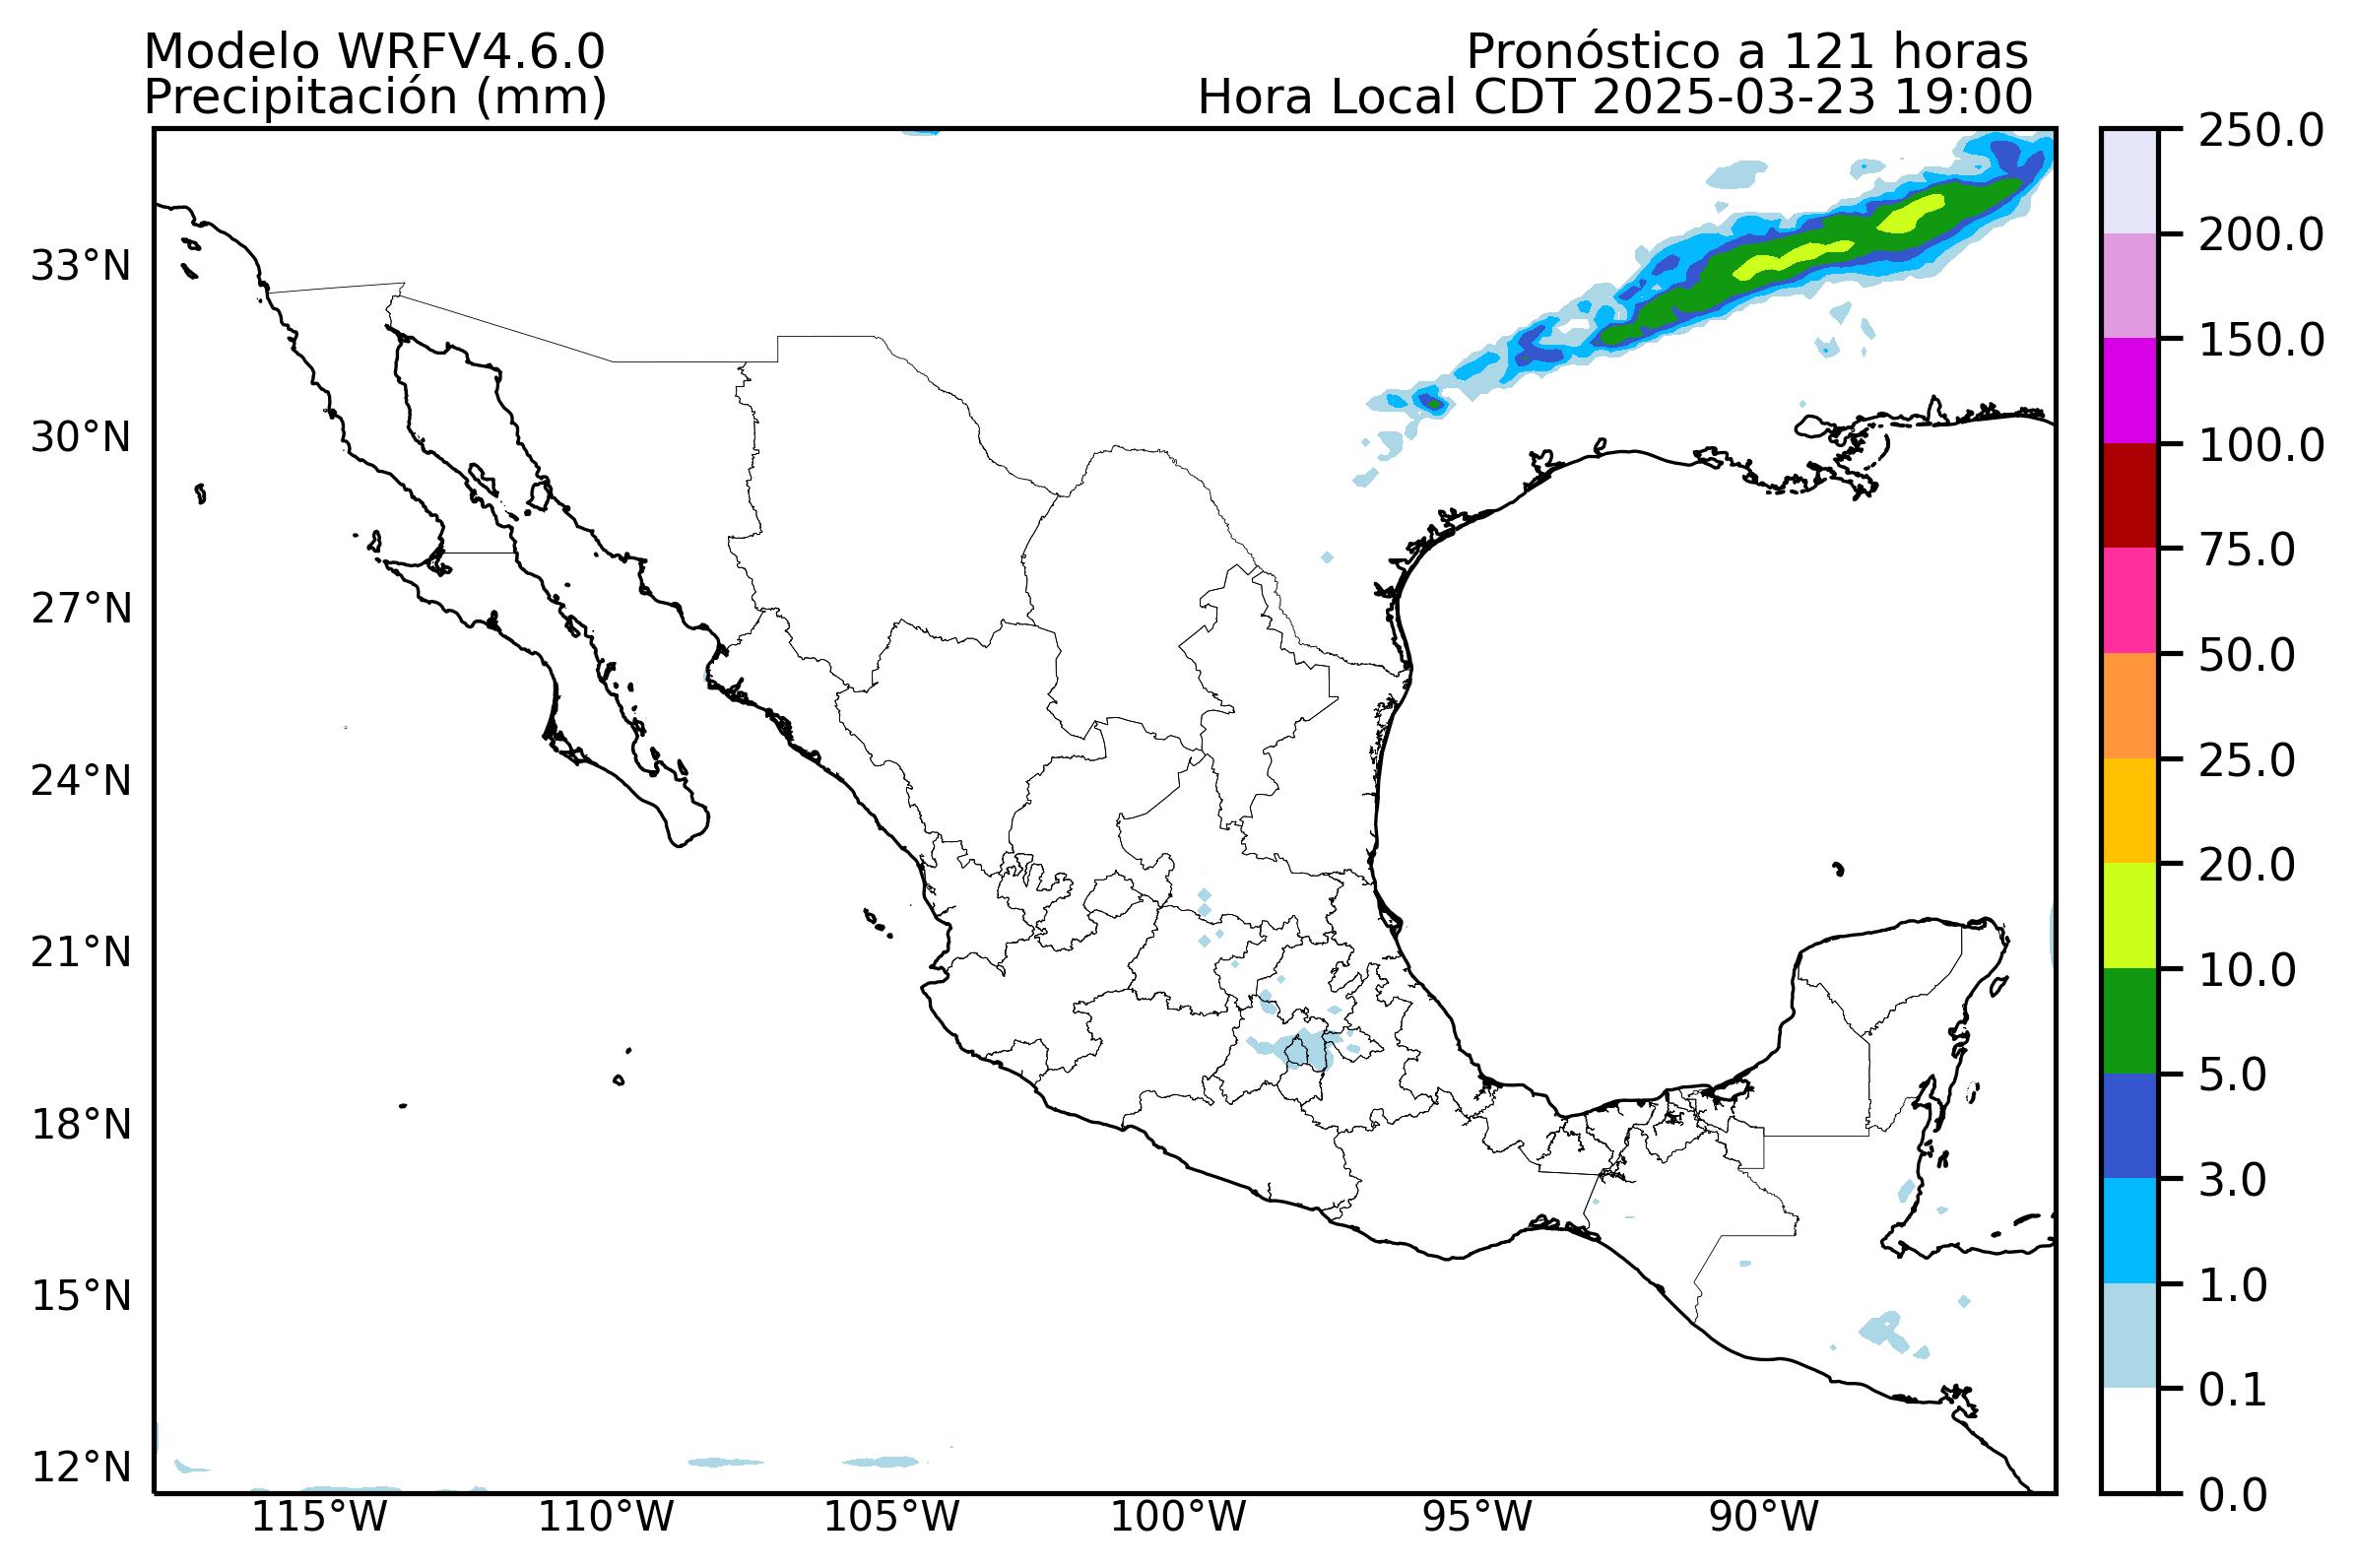 Modelo WRFV4.6.0
Pronóstico a 121 horas
Precipitación (mm)
Hora Local CDT 2025-03-23 19:00
33°N
30°N
27°N
24°N
21°N
18°N
15°N
12°N
115°W
110°W
105°W
100°W
95°W
90°W
250.0
200.0
150.0
100.0
75.0
50.0
25.0
20.0
10.0
5.0
3.0
1.0
0.1
0.0